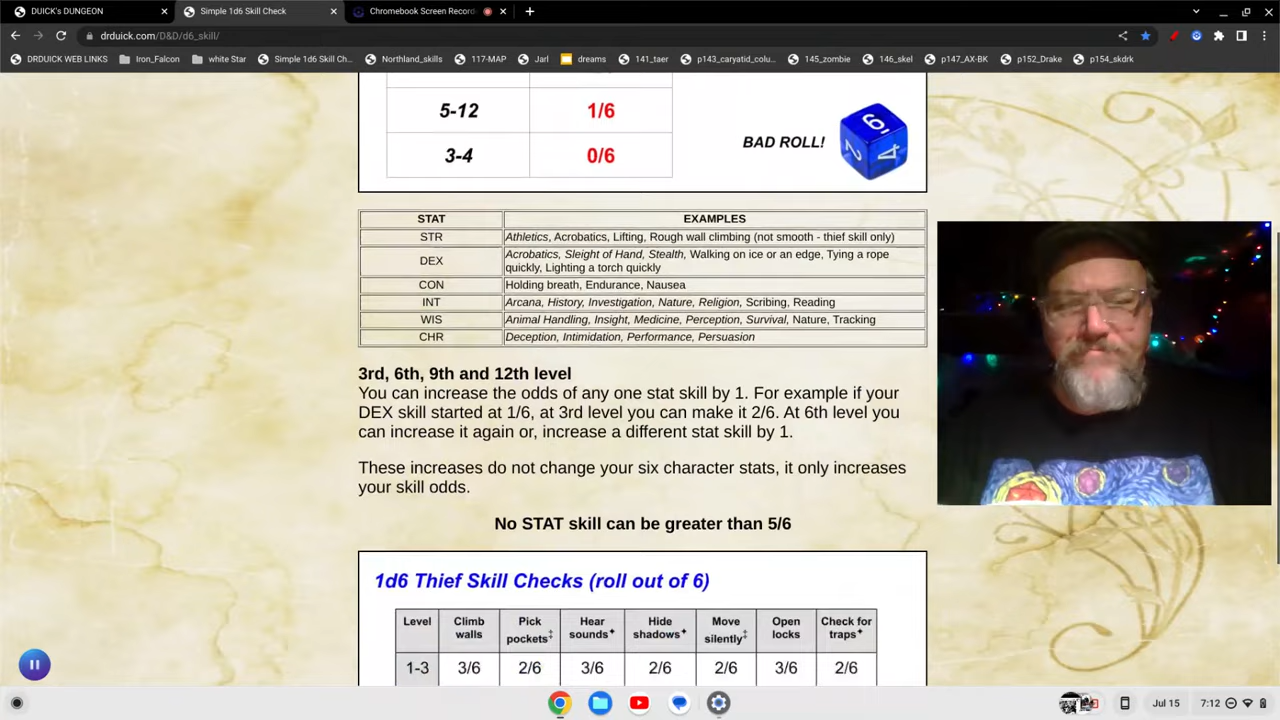 DUICK's DUNGEON
Simple 1d6 Skill Check
Chromebook Screen Record
drduick.com/D&D/d6_skill/
DRDUICK WEB LINKS
Iron_Falcon
white Star
Simple 1d6 Skill Ch...
Northland_skills
117-MAP
Jarl
dreams
141_taer
p143_caryatid_colu...
145_zombie
146_skel
p147_AX-BK
p152_Drake
p154_skdrk
5-12 1/6
3-4 0/6
BAD ROLL!
6 2 4
STAT EXAMPLES
STR Athletics, Acrobatics, Lifting, Rough wall climbing (not smooth - thief skill only)
DEX Acrobatics, Sleight of Hand, Stealth, Walking on ice or an edge, Tying a rope
quickly, Lighting a torch quickly
CON Holding breath, Endurance, Nausea
INT Arcana, History, Investigation, Nature, Religion, Scribing, Reading
WIS Animal Handling, Insight, Medicine, Perception, Survival, Nature, Tracking
CHR Deception, Intimidation, Performance, Persuasion
3rd, 6th, 9th and 12th level
You can increase the odds of any one stat skill by 1. For example if your
DEX skill started at 1/6, at 3rd level you can make it 2/6. At 6th level you
can increase it again or, increase a different stat skill by 1.
These increases do not change your six character stats, it only increases
your skill odds.
No STAT skill can be greater than 5/6
1d6 Thief Skill Checks (roll out of 6)
Level Climb walls Pick pockets‡ Hear sounds✦ Hide shadows✦ Move silently‡ Open locks Check for traps✦
1-3 3/6 2/6 3/6 2/6 2/6 3/6 2/6
Jul 15 7:12